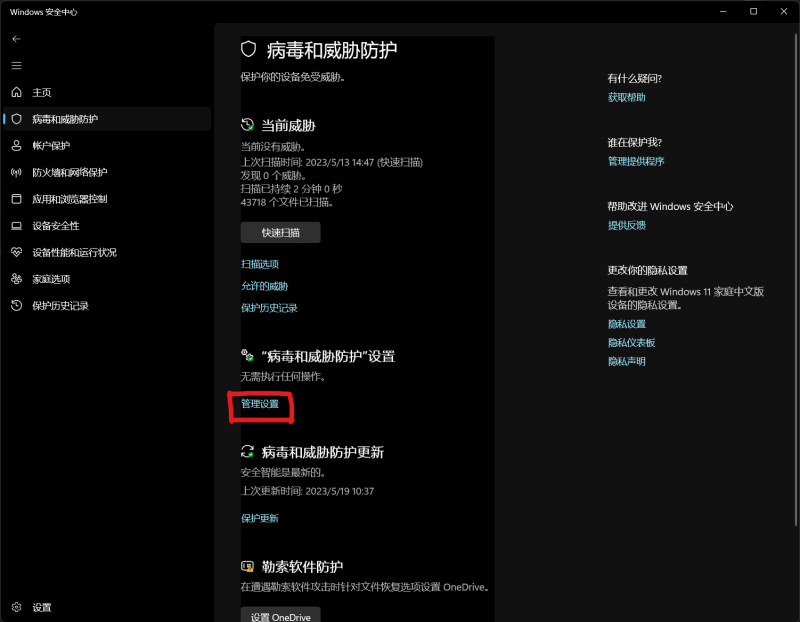 Windows 安全中心
主页
病毒和威胁防护
帐户保护
防火墙和网络保护
应用和浏览器控制
设备安全性
设备性能和运行状况
家庭选项
保护历史记录
设置
病毒和威胁防护
保护你的设备免受威胁。
当前威胁
当前没有威胁。
上次扫描时间: 2023/5/13 14:47 (快速扫描)
发现 0 个威胁。
扫描已持续 2 分钟 0 秒
43718 个文件已扫描。
快速扫描
扫描选项
允许的威胁
保护历史记录
“病毒和威胁防护”设置
无需执行任何操作。
管理设置
病毒和威胁防护更新
安全智能是最新的。
上次更新时间: 2023/5/19 10:37
保护更新
勒索软件防护
在遭遇勒索软件攻击时针对文件恢复选项设置 OneDrive。
设置 OneDrive
有什么疑问?
获取帮助
谁在保护我?
管理提供程序
帮助改进 Windows 安全中心
提供反馈
更改你的隐私设置
查看和更改 Windows 11 家庭中文版
设备的隐私设置。
隐私设置
隐私仪表板
隐私声明